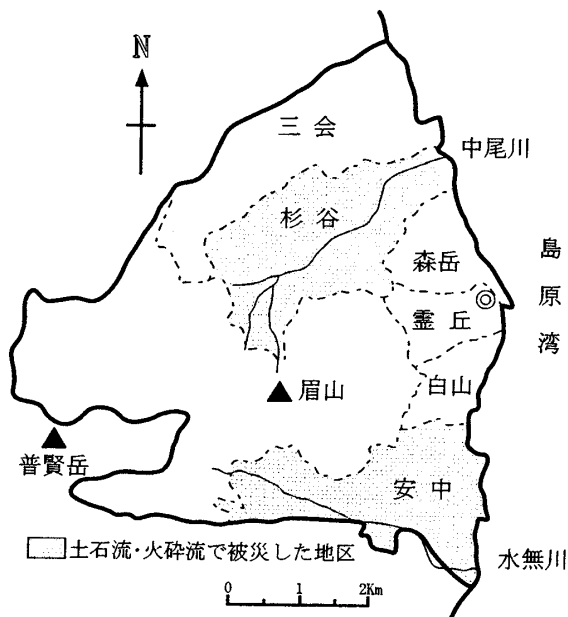 N
三会
中尾川
杉谷
森岳
島原湾
霊丘
眉山
白山
普賢岳
安中
土石流・火砕流で被災した地区
水無川
0 1 2Km